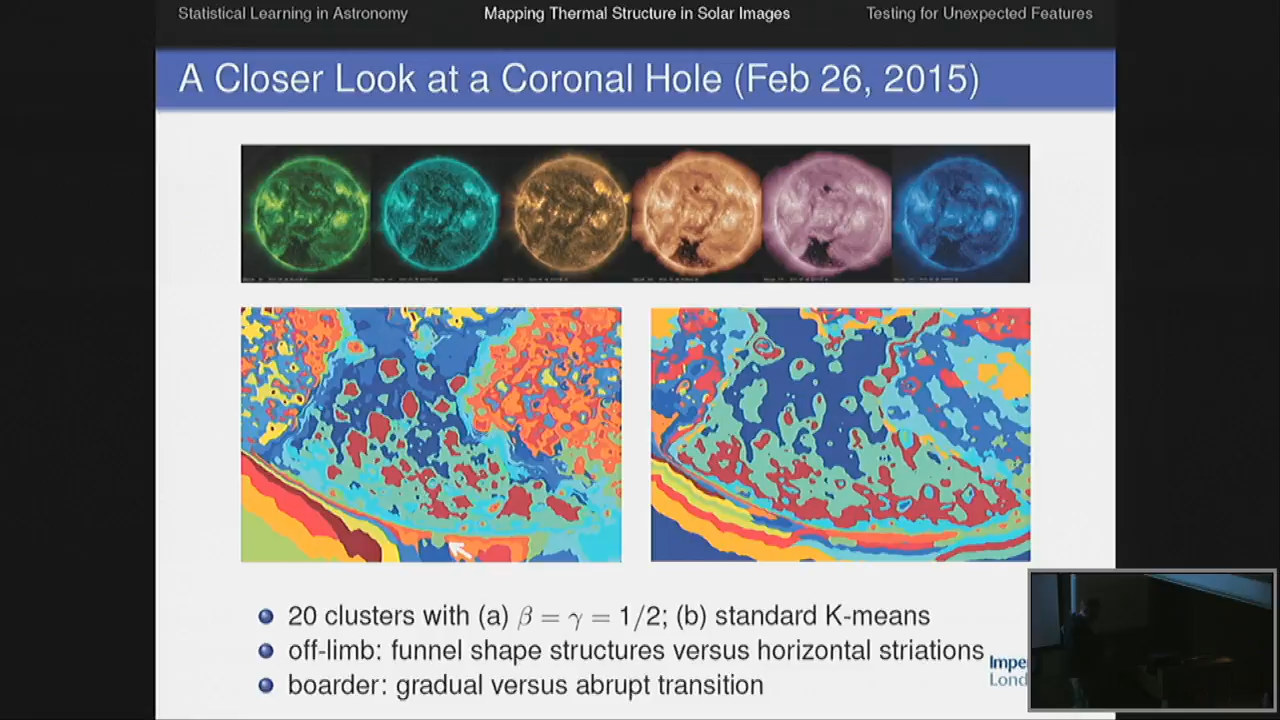 Statistical Learning in Astronomy
Mapping Thermal Structure in Solar Images
Testing for Unexpected Features
A Closer Look at a Coronal Hole (Feb 26, 2015)
20 clusters with (a) β = γ = 1/2; (b) standard K-means
off-limb: funnel shape structures versus horizontal striations
boarder: gradual versus abrupt transition
Impe
Lond